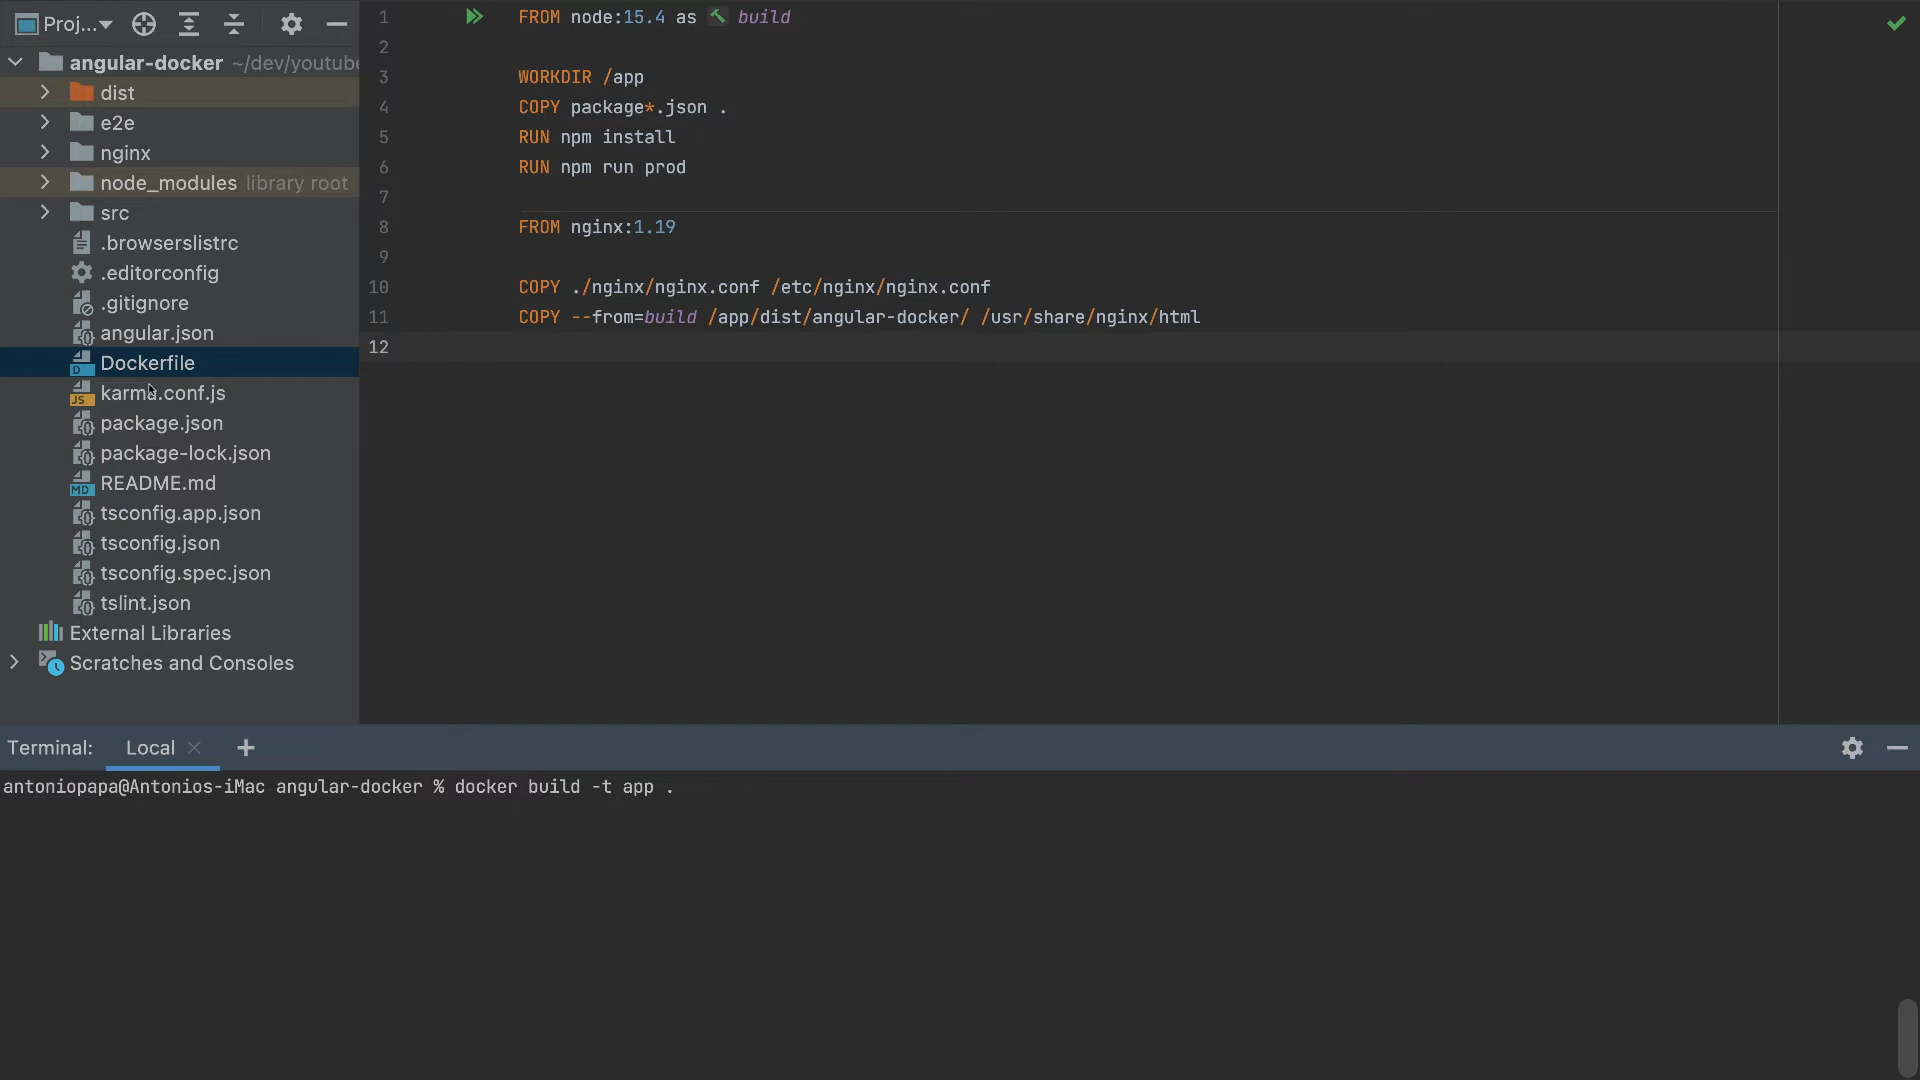 Proj...
angular-docker ~/dev/youtube
dist
e2e
nginx
node_modules library root
src
.browserslistrc
.editorconfig
.gitignore
angular.json
Dockerfile
karma.conf.js
package.json
package-lock.json
README.md
tsconfig.app.json
tsconfig.json
tsconfig.spec.json
tslint.json
External Libraries
Scratches and Consoles
1 FROM node:15.4 as build
2
3 WORKDIR /app
4 COPY package*.json .
5 RUN npm install
6 RUN npm run prod
7
8 FROM nginx:1.19
9
10 COPY ./nginx/nginx.conf /etc/nginx/nginx.conf
11 COPY --from=build /app/dist/angular-docker/ /usr/share/nginx/html
12
Terminal: Local
antoniopapa@Antonios-iMac angular-docker % docker build -t app .